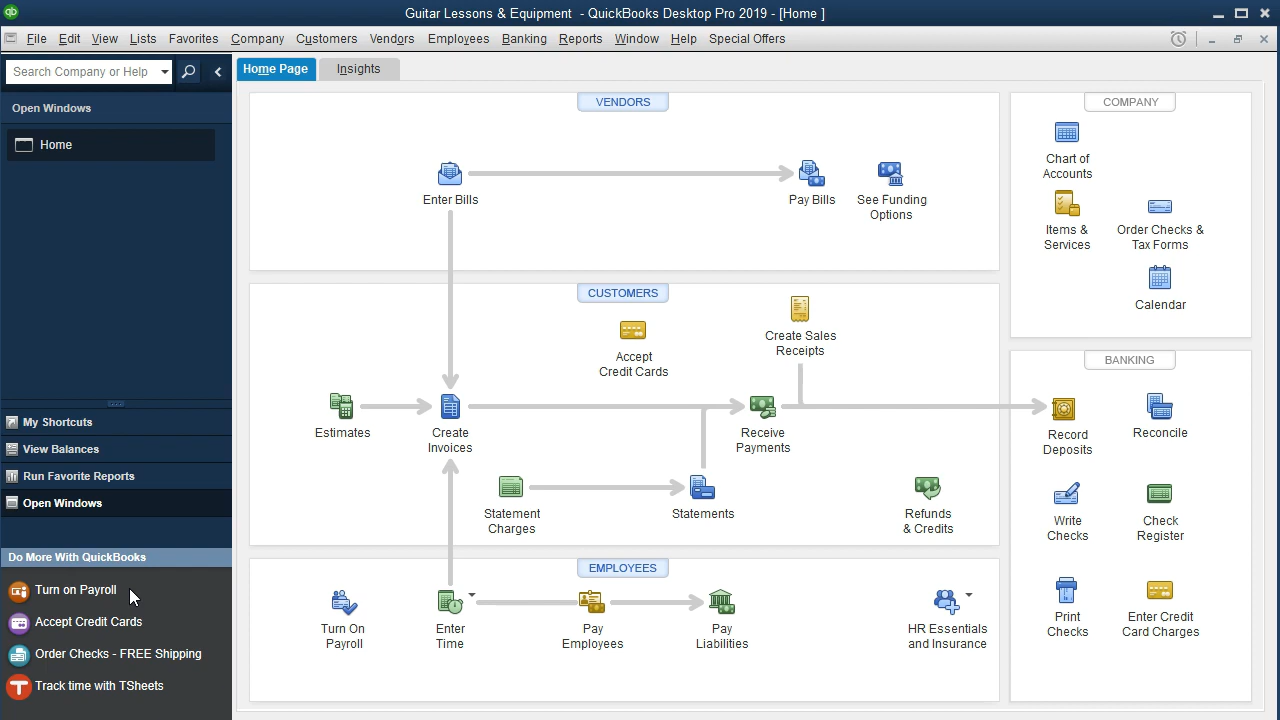 qb
Guitar Lessons & Equipment - QuickBooks Desktop Pro 2019 - [Home ]
File Edit View Lists Favorites Company Customers Vendors Employees Banking Reports Window Help Special Offers
Search Company or Help
Home Page
Insights
Open Windows
Home
My Shortcuts
View Balances
Run Favorite Reports
Open Windows
Do More With QuickBooks
Turn on Payroll
Accept Credit Cards
Order Checks - FREE Shipping
Track time with TSheets
VENDORS
Enter Bills
Pay Bills
See Funding
Options
CUSTOMERS
Accept
Credit Cards
Create Sales
Receipts
Estimates
Create
Invoices
Receive
Payments
Statement
Charges
Statements
Refunds
& Credits
EMPLOYEES
Turn On
Payroll
Enter
Time
Pay
Employees
Pay
Liabilities
HR Essentials
and Insurance
COMPANY
Chart of
Accounts
Items &
Services
Order Checks &
Tax Forms
Calendar
BANKING
Record
Deposits
Reconcile
Write
Checks
Check
Register
Print
Checks
Enter Credit
Card Charges